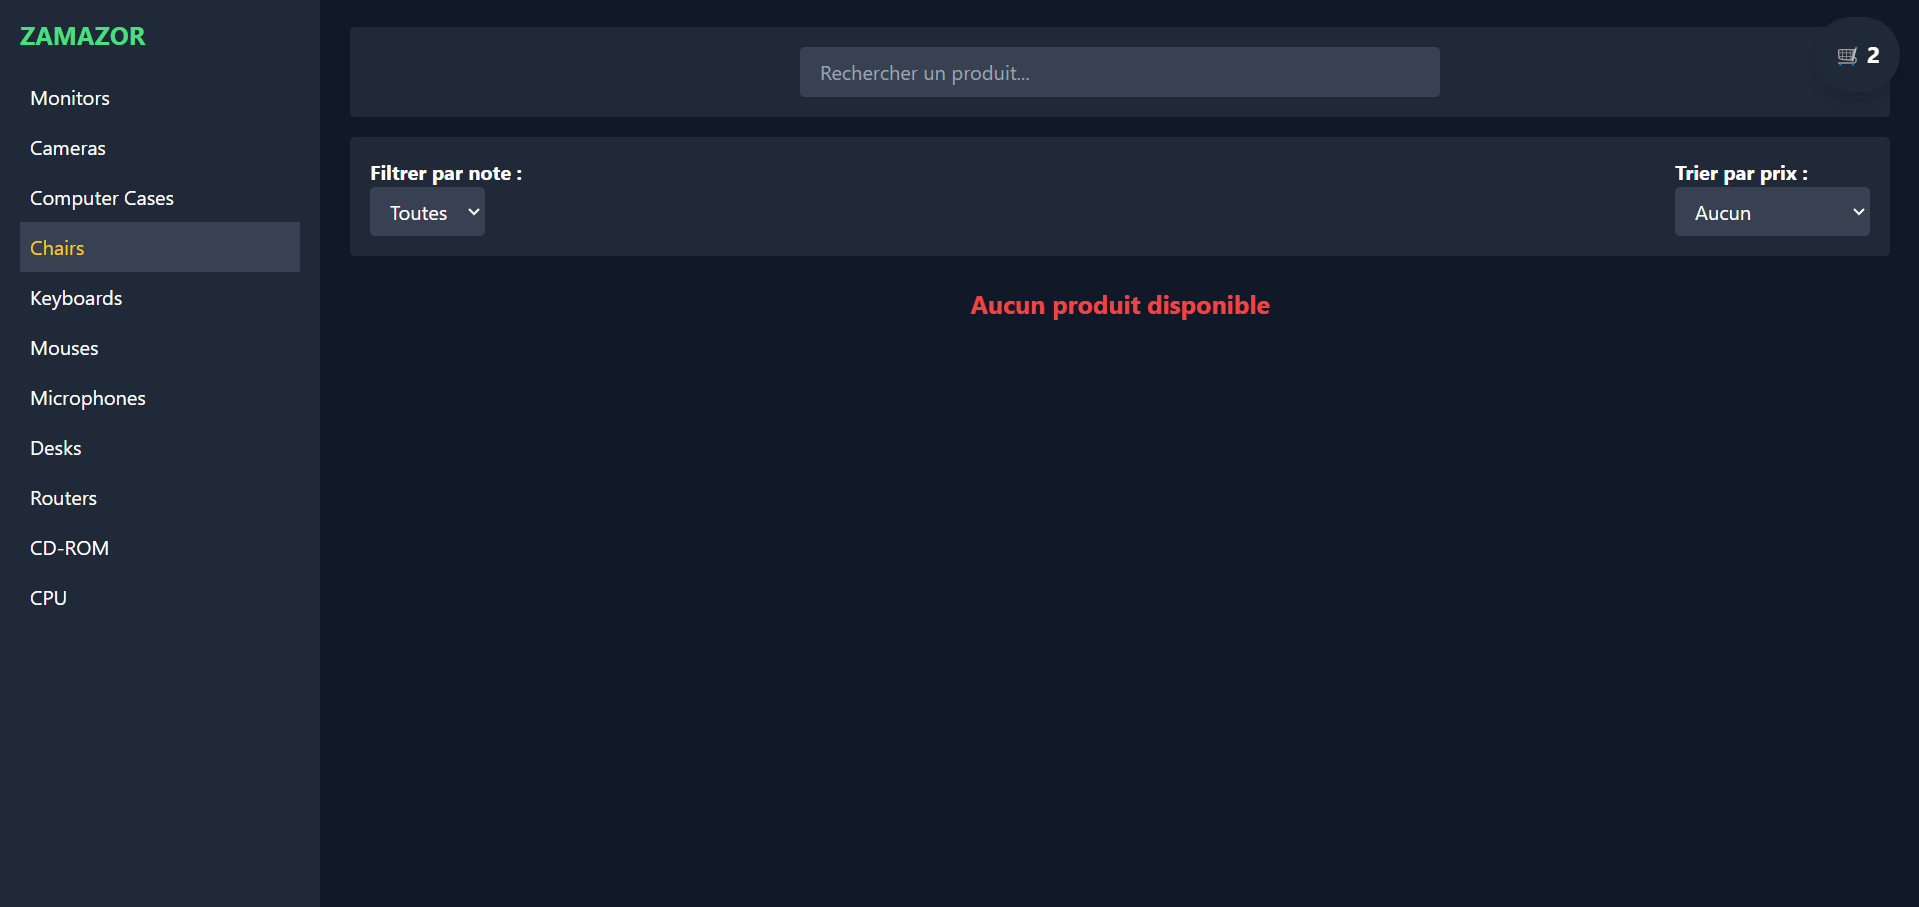 ZAMAZOR
Monitors
Cameras
Computer Cases
Chairs
Keyboards
Mouses
Microphones
Desks
Routers
CD-ROM
CPU
Rechercher un produit...
2
Filtrer par note :
Toutes
Trier par prix :
Aucun
Aucun produit disponible